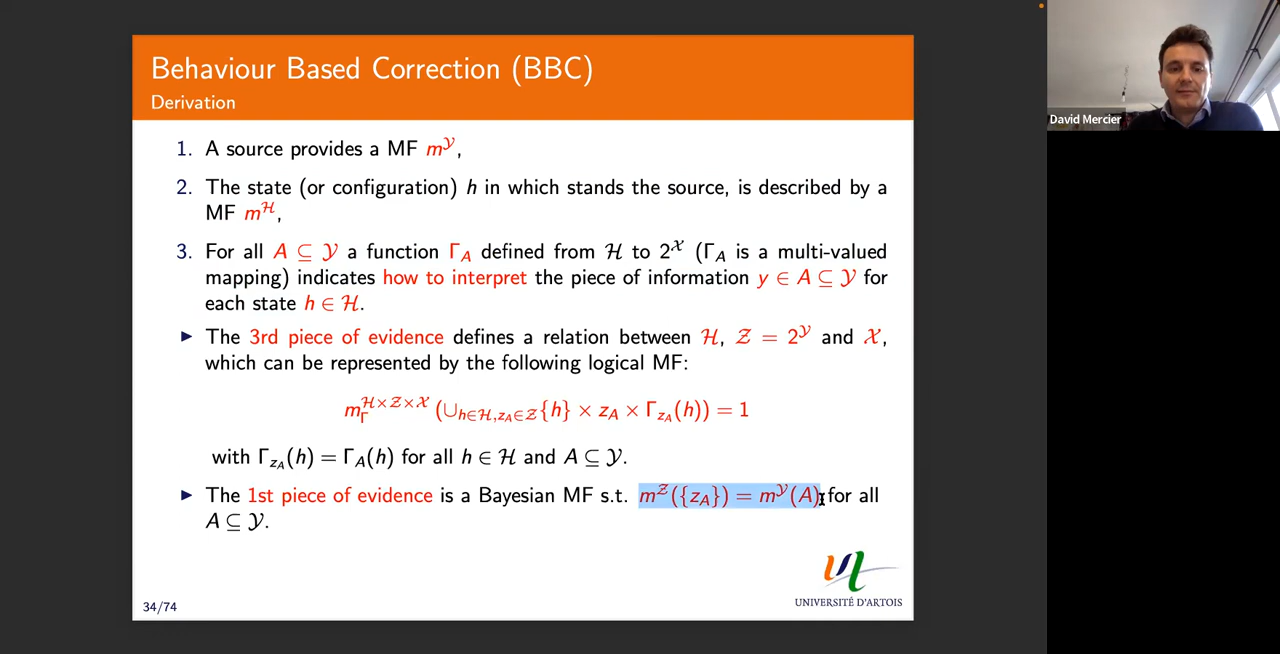 Behaviour Based Correction (BBC)
Derivation
David Mercier
1. A source provides a MF m^𝒴,
2. The state (or configuration) h in which stands the source, is described by a
MF m^ℋ,
3. For all A ⊆ 𝒴 a function Γ_A defined from ℋ to 2^𝒳 (Γ_A is a multi-valued
mapping) indicates how to interpret the piece of information y ∈ A ⊆ 𝒴 for
each state h ∈ ℋ.
▶ The 3rd piece of evidence defines a relation between ℋ, 𝒵 = 2^𝒴 and 𝒳,
which can be represented by the following logical MF:
m_Γ^{ℋ×𝒵×𝒳} (∪_{h∈ℋ,z_A∈𝒵}{h} × z_A × Γ_{z_A}(h)) = 1
with Γ_{z_A}(h) = Γ_A(h) for all h ∈ ℋ and A ⊆ 𝒴.
▶ The 1st piece of evidence is a Bayesian MF s.t. m^𝒵({z_A}) = m^𝒴(A) for all
A ⊆ 𝒴.
34/74
UNIVERSITÉ D'ARTOIS